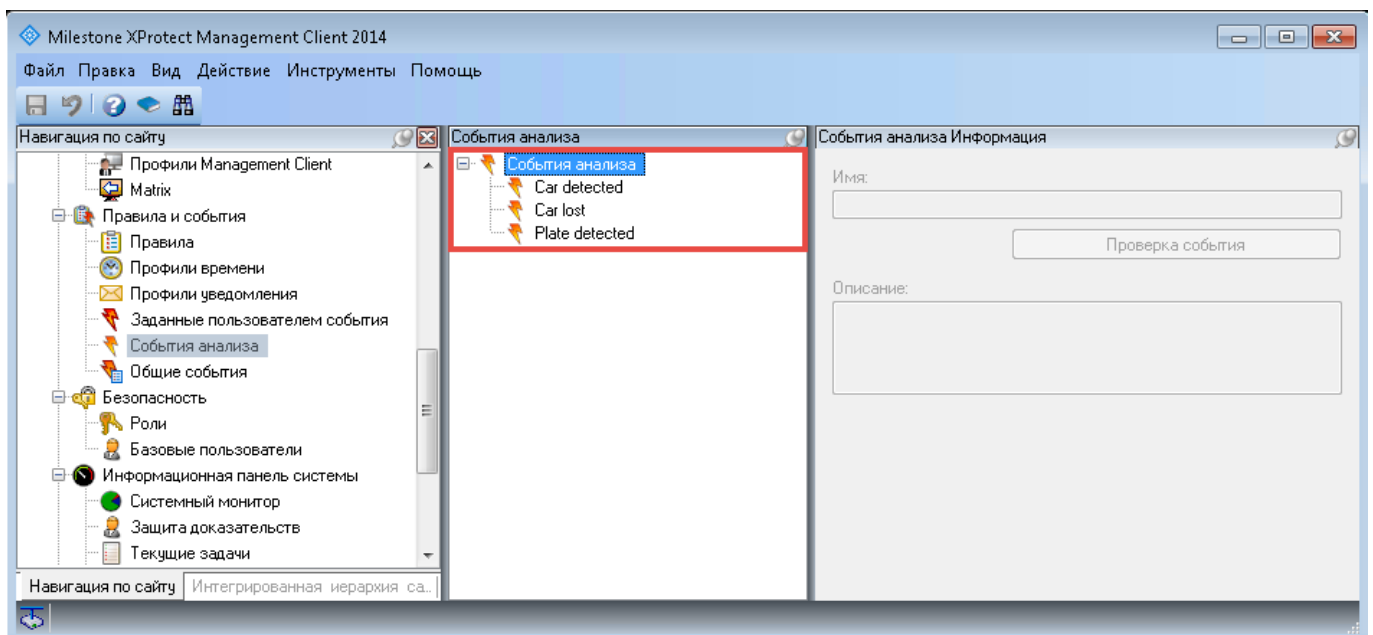 Milestone XProtect Management Client 2014
Файл Правка Вид Действие Инструменты Помощь
Навигация по сайту
Профили Management Client
Matrix
Правила и события
Правила
Профили времени
Профили уведомления
Заданные пользователем события
События анализа
Общие события
Безопасность
Роли
Базовые пользователи
Информационная панель системы
Системный монитор
Защита доказательств
Текущие задачи
Навигация по сайту Интегрированная иерархия са...
События анализа
События анализа
Car detected
Car lost
Plate detected
События анализа Информация
Имя:
Проверка события
Описание: